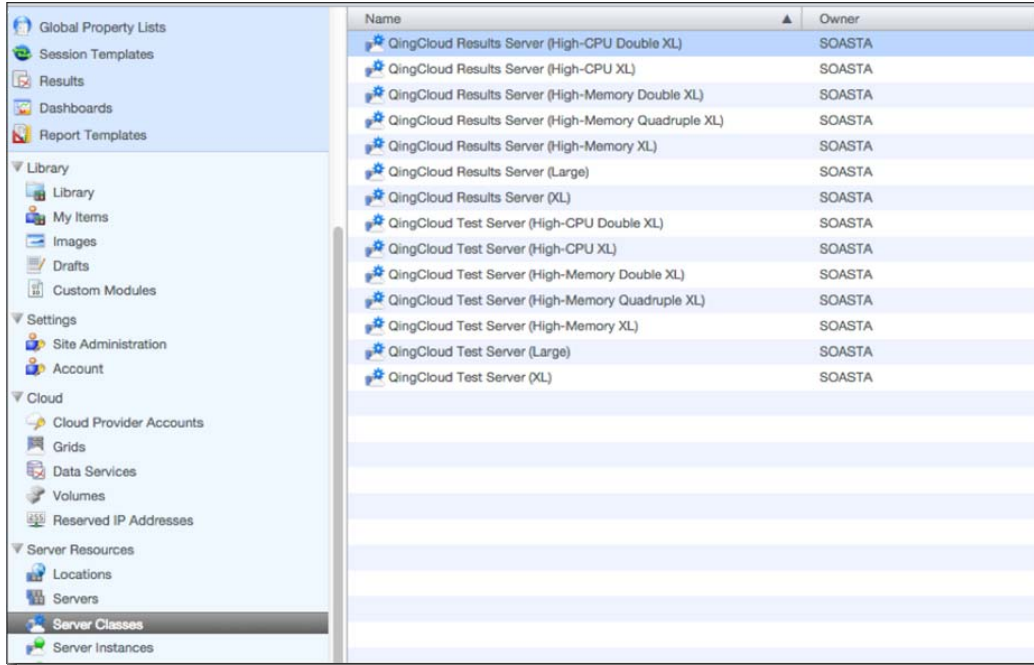 Global Property Lists
Session Templates
Results
Dashboards
Report Templates
Library
Library
My Items
Images
Drafts
Custom Modules
Settings
Site Administration
Account
Cloud
Cloud Provider Accounts
Grids
Data Services
Volumes
Reserved IP Addresses
Server Resources
Locations
Servers
Server Classes
Server Instances
Name Owner
QingCloud Results Server (High-CPU Double XL) SOASTA
QingCloud Results Server (High-CPU XL) SOASTA
QingCloud Results Server (High-Memory Double XL) SOASTA
QingCloud Results Server (High-Memory Quadruple XL) SOASTA
QingCloud Results Server (High-Memory XL) SOASTA
QingCloud Results Server (Large) SOASTA
QingCloud Results Server (XL) SOASTA
QingCloud Test Server (High-CPU Double XL) SOASTA
QingCloud Test Server (High-CPU XL) SOASTA
QingCloud Test Server (High-Memory Double XL) SOASTA
QingCloud Test Server (High-Memory Quadruple XL) SOASTA
QingCloud Test Server (High-Memory XL) SOASTA
QingCloud Test Server (Large) SOASTA
QingCloud Test Server (XL) SOASTA